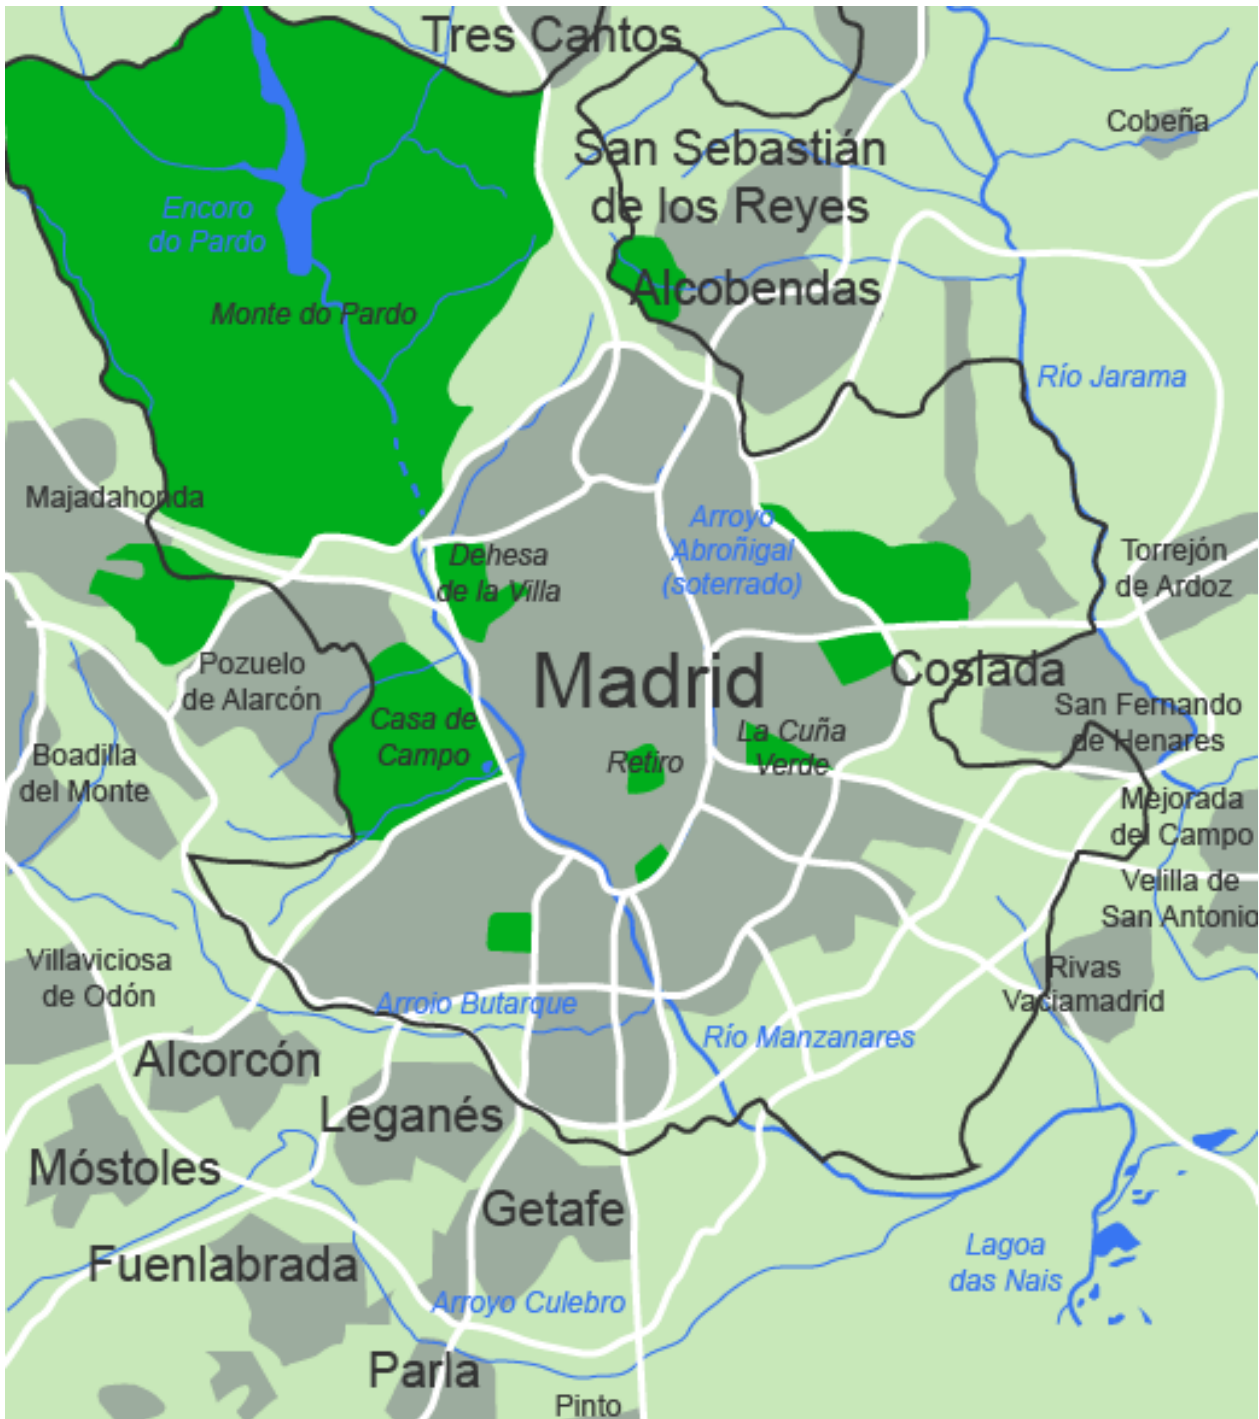 Tres Cantos
Cobeña
San Sebastián
de los Reyes
Encoro
do Pardo
Alcobendas
Monte do Pardo
Río Jarama
Majadahonda
Arroyo
Abroñigal
(soterrado)
Dehesa
de la Villa
Torrejón
de Ardoz
Madrid
Coslada
Pozuelo
de Alarcón
San Fernando
de Henares
Casa de
Campo
La Cuña
Verde
Retiro
Boadilla
del Monte
Mejorada
del Campo
Velilla de
San Antonio
Villaviciosa
de Odón
Rivas
Vaciamadrid
Arroio Butarque
Río Manzanares
Alcorcón
Leganés
Móstoles
Getafe
Fuenlabrada
Lagoa
das Nais
Arroyo Culebro
Parla
Pinto